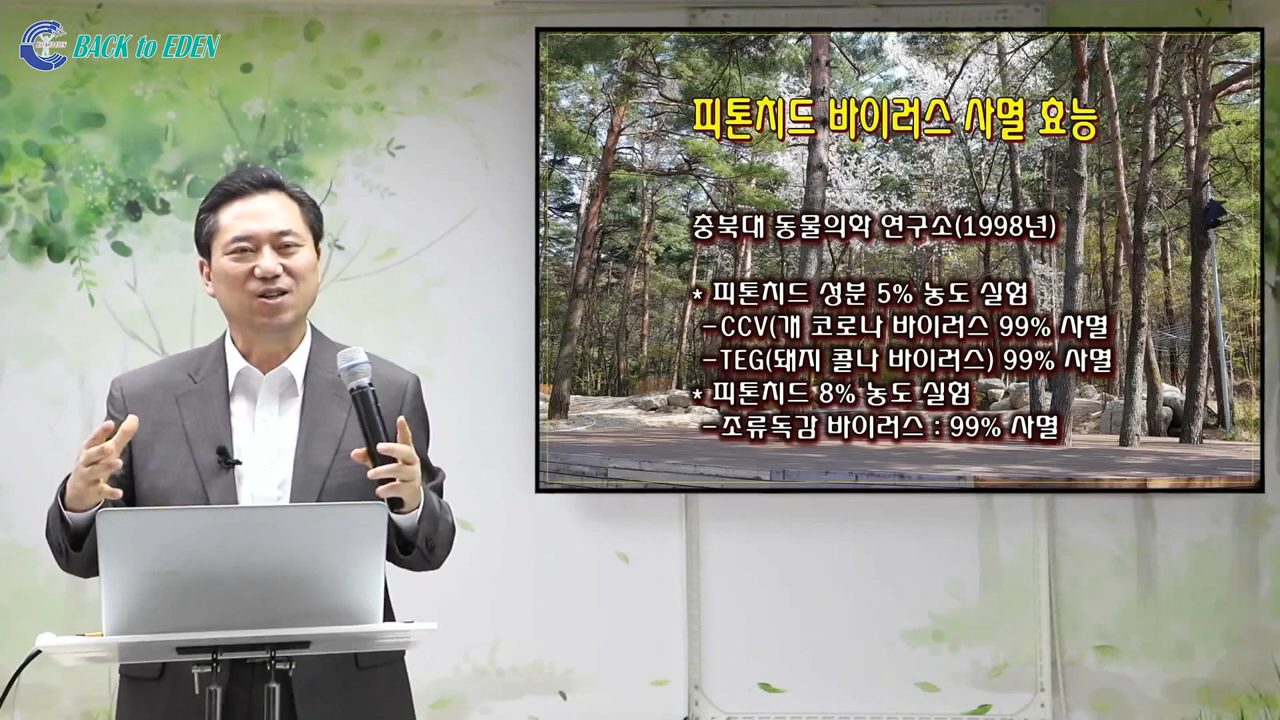 BACK to EDEN
피톤치드 바이러스 사멸 효능
충북대 동물의학 연구소(1998년)
* 피톤치드 성분 5% 농도 실험
-CCV(개 코로나 바이러스 99% 사멸
-TEG(돼지 콜나 바이러스) 99% 사멸
* 피톤치드 8% 농도 실험
-조류독감 바이러스 : 99% 사멸